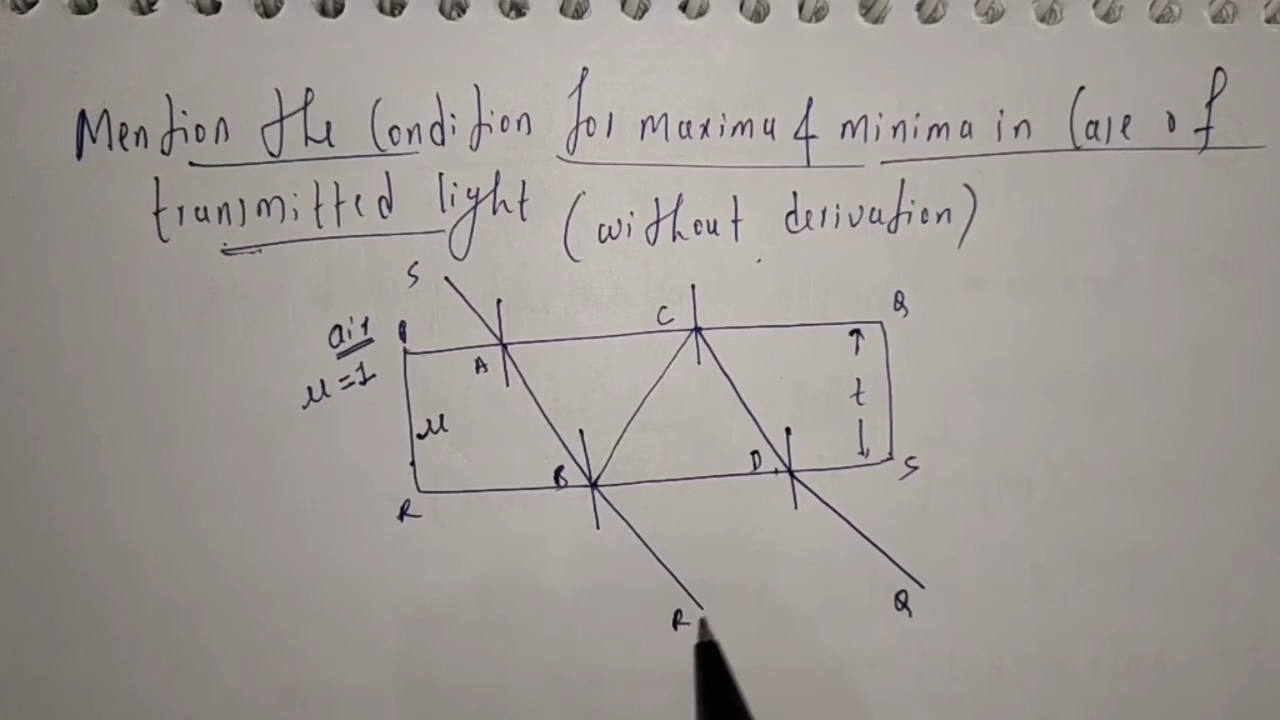 Mention the Condition for maxima & minima in Case of
transmitted light (without derivation)
S
air
μ=1
A
C
Q
t
μ
B
D
S
R
R
Q